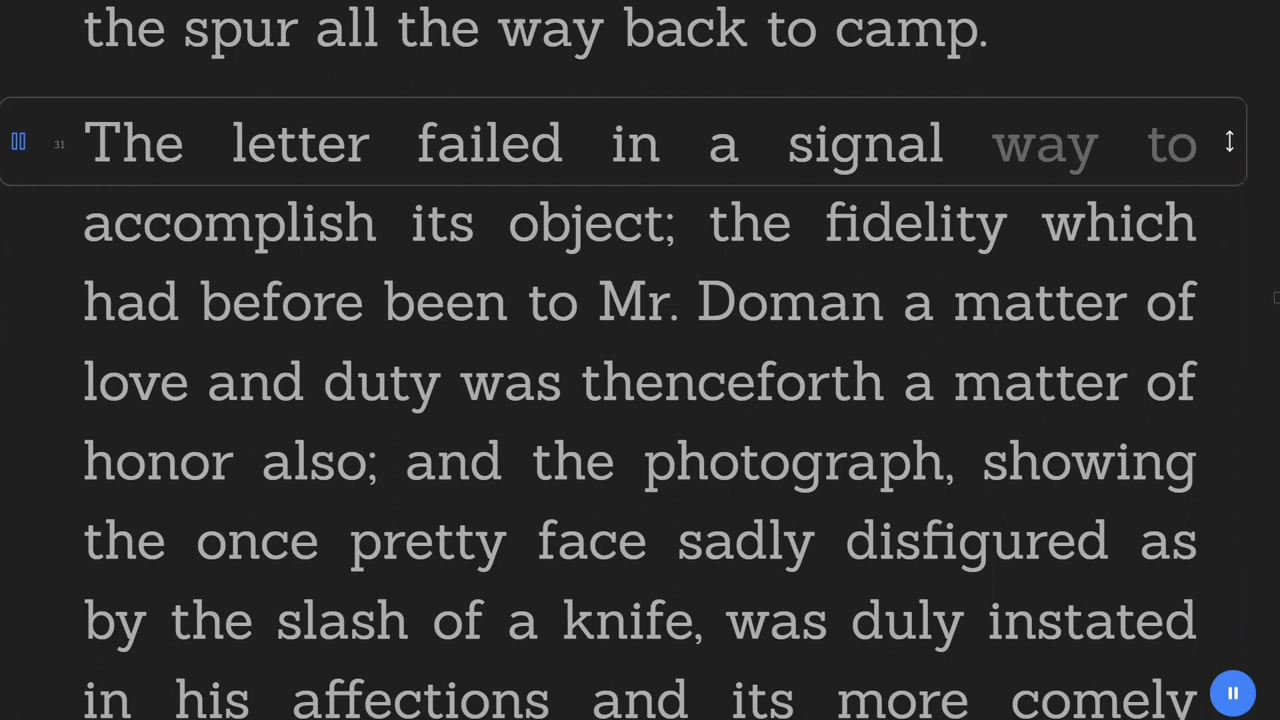 the spur all the way back to camp.
31 The letter failed in a signal way to
accomplish its object; the fidelity which
had before been to Mr. Doman a matter of
love and duty was thenceforth a matter of
honor also; and the photograph, showing
the once pretty face sadly disfigured as
by the slash of a knife, was duly instated
in his affections and its more comely